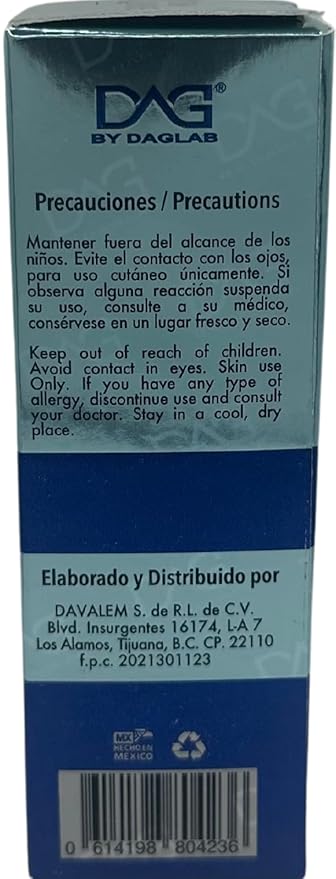 DAG®
BY DAGLAB
Precauciones / Precautions
Mantener fuera del alcance de los
niños. Evite el contacto con los ojos,
para uso cutáneo únicamente. Si
observa alguna reacción suspenda
su uso, consulte a su médico,
consérvese en un lugar fresco y seco.
Keep out of reach of children.
Avoid contact in eyes. Skin use
Only. If you have any type of
allergy, discontinue use and consult
your doctor. Stay in a cool, dry
place.
Elaborado y Distribuido por
DAVALEM S. de R.L. de C.V.
Blvd. Insurgentes 16174, L-A 7
Los Alamos, Tijuana, B.C. CP. 22110
f.p.c. 2021301123
MX
HECHO EN
MÉXICO
0 614198 804236